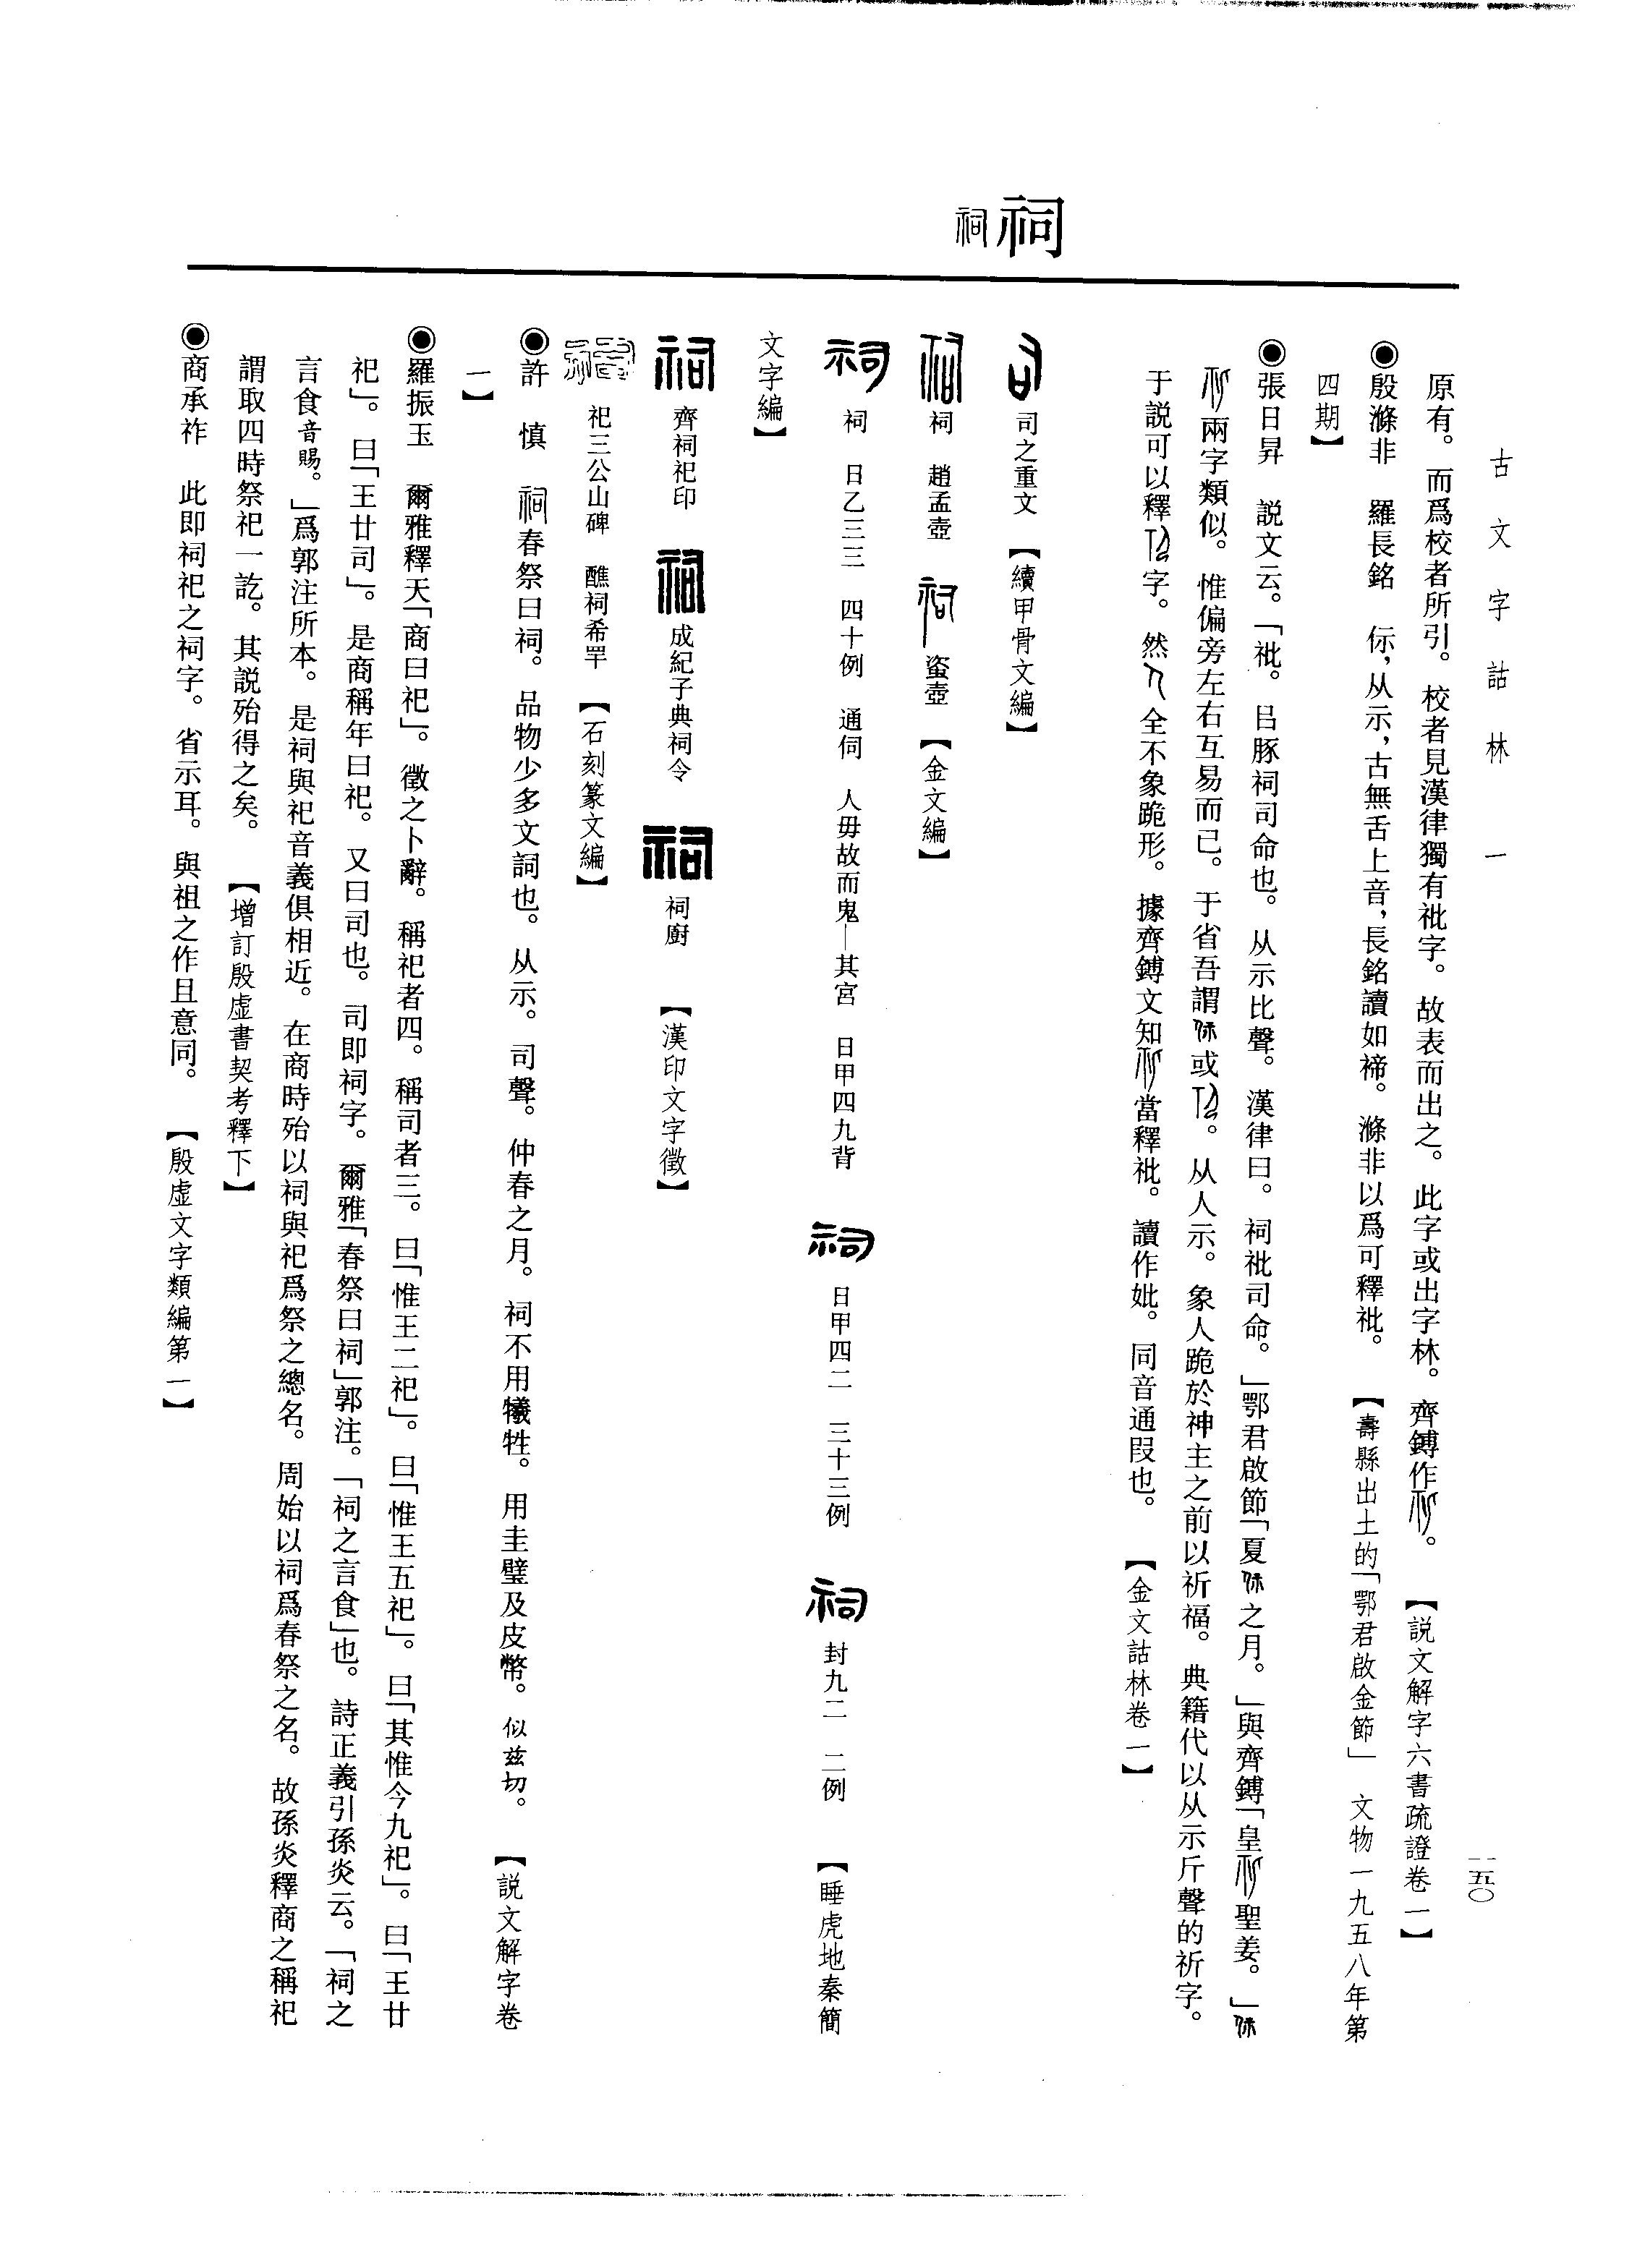 古文字詁林 一
一五〇
祠 祠
原有。而爲校者所引。校者見漢律獨有祉字。故表而出之。此字或出字林。齊鎛作。【説文解字六書疏證卷一】
◉殷滌非 羅長銘 䄷,从示,古無舌上音,長銘讀如禘。滌非以爲可釋祉。【壽縣出土的「鄂君啟金節」 文物一九五八年第
四期】
◉張日昇 説文云。「祉。㠯豚祠司命也。从示比聲。漢律曰。祠祉司命。」鄂君啟節「夏之月。」與齊鎛「皇聖姜。」
兩字類似。惟偏旁左右互易而已。于省吾謂或。从人示。象人跪於神主之前以祈福。典籍代以从示斤聲的祈字。
于説可以釋字。然全不象跪形。據齊鎛文知當釋祉。讀作妣。同音通叚也。【金文詁林卷一】
司之重文 【續甲骨文編】
祠 趙孟壺 䖵壺 【金文編】
祠 日乙三三 四十例 通伺 人毋故而鬼—其宮 日甲四九背 日甲四二 三十三例 封九二 二例 【睡虎地秦簡
文字編】
齊祠祀印 成紀子典祠令 祠廚 【漢印文字徵】
祀三公山碑 醮祠希罕 【石刻篆文編】
◉許 慎 祠春祭曰祠。品物少多文詞也。从示。司聲。仲春之月。祠不用犧牲。用圭璧及皮幣。似兹切。【説文解字卷
一】
◉羅振玉 爾雅釋天「商曰祀」。徵之卜辭。稱祀者四。稱司者三。曰「惟王二祀」。曰「惟王五祀」。曰「其惟今九祀」。曰「王廿
祀」。曰「王廿司」。是商稱年曰祀。又曰司也。司即祠字。爾雅「春祭曰祠」郭注。「祠之言食」也。詩正義引孫炎云。「祠之
言食音賜。」爲郭注所本。是祠與祀音義俱相近。在商時殆以祠與祀爲祭之總名。周始以祠爲春祭之名。故孫炎釋商之稱祀
謂取四時祭祀一訖。其説殆得之矣。【增訂殷虛書契考釋下】
◉商承祚 此即祠祀之祠字。省示耳。與祖之作且意同。【殷虛文字類編第一】